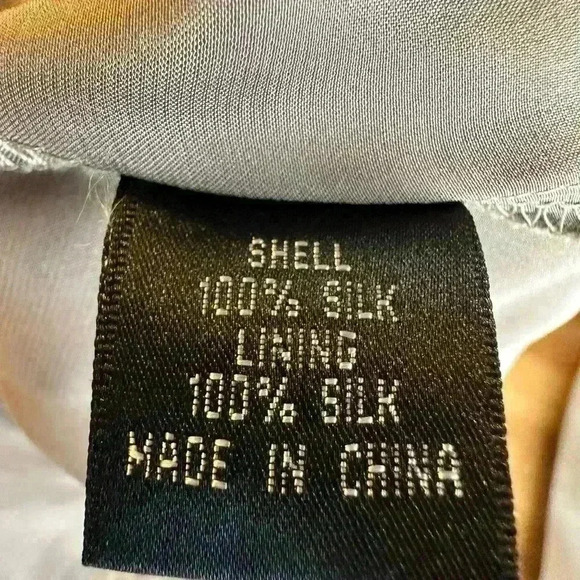 SHELL
100% SILK
LINING
100% SILK
MADE IN CHINA